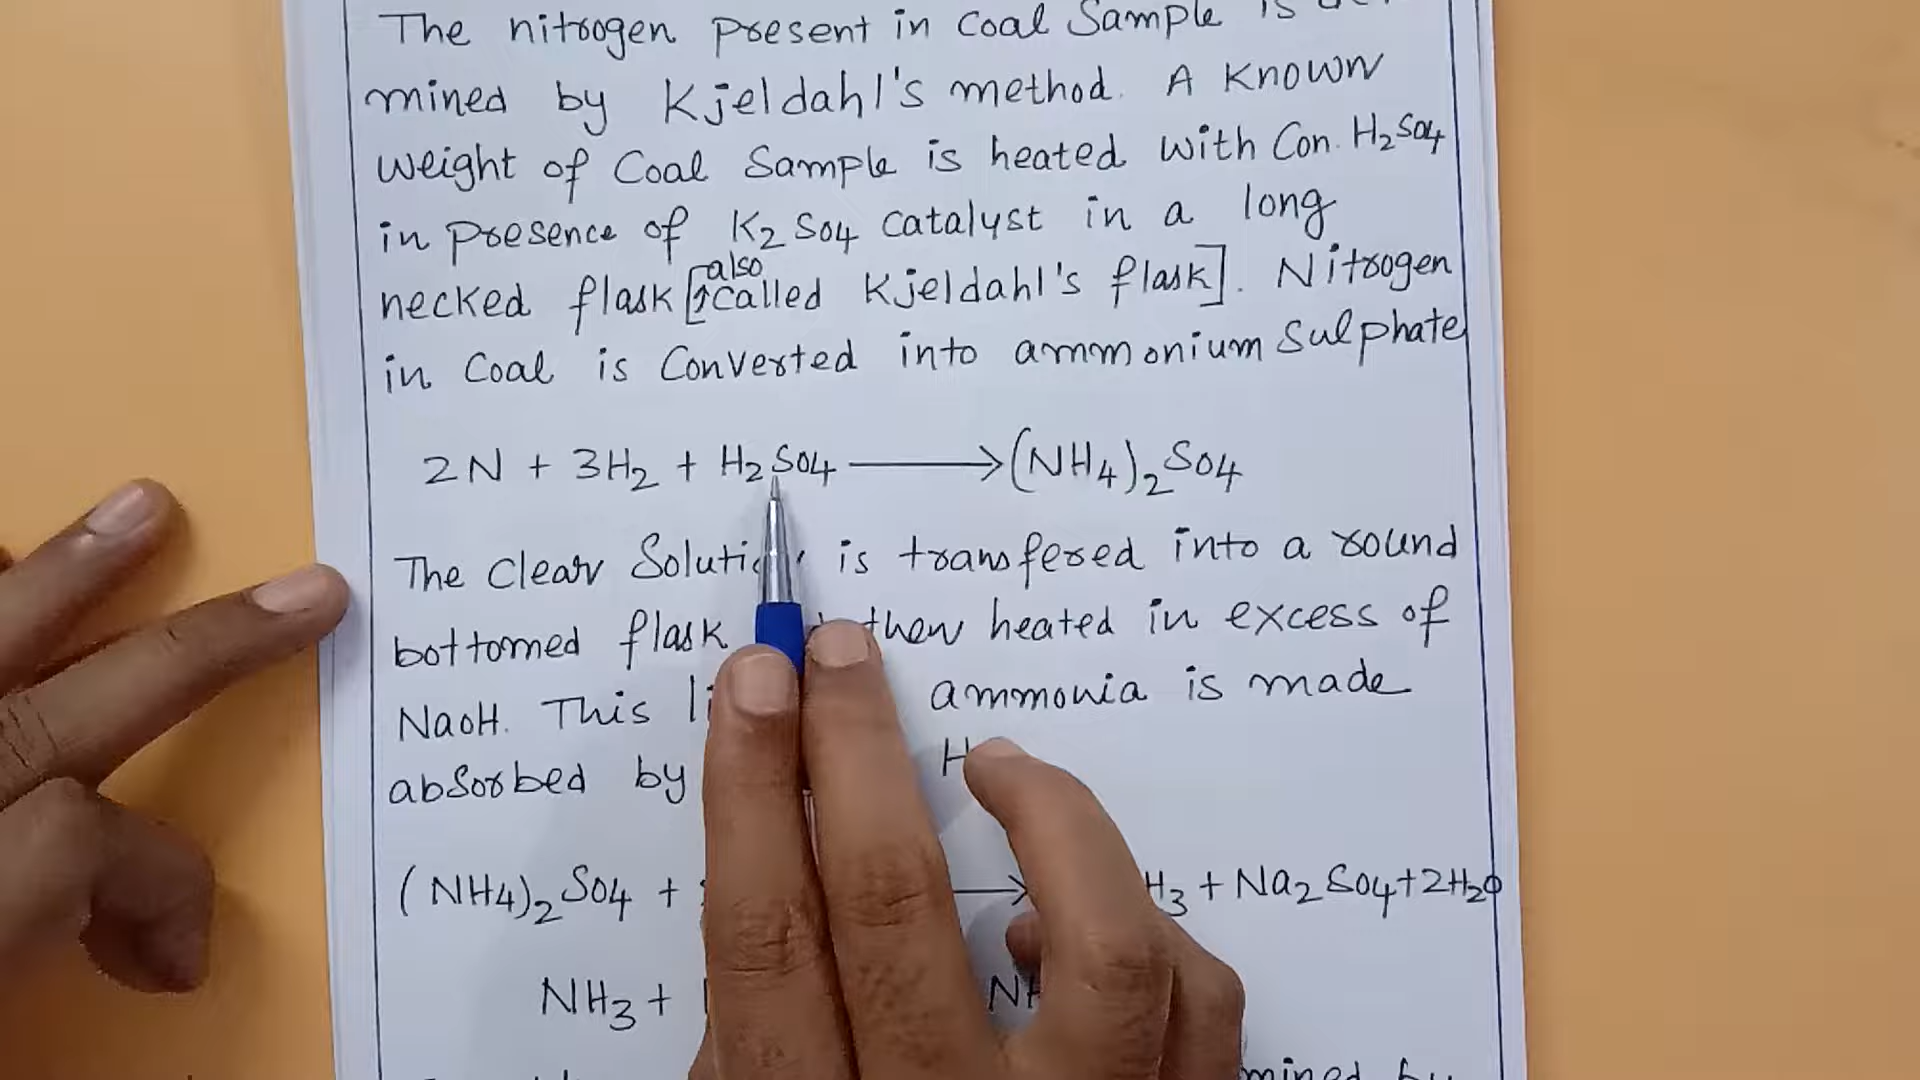 The nitrogen present in Coal Sample is
mined by Kjeldahl's method. A Known
weight of Coal Sample is heated with Con. H2SO4
in presence of K2SO4 catalyst in a long
necked flask [also called Kjeldahl's flask]. Nitrogen
in Coal is Converted into ammonium Sulphate
2N + 3H2 + H2SO4 → (NH4)2SO4
The Clear is transfered into a round
bottomed flask then heated in excess of
NaOH. This ammonia is made
absorbed by
(NH4)2SO4 + → + Na2SO4 + 2H2O
NH3 +